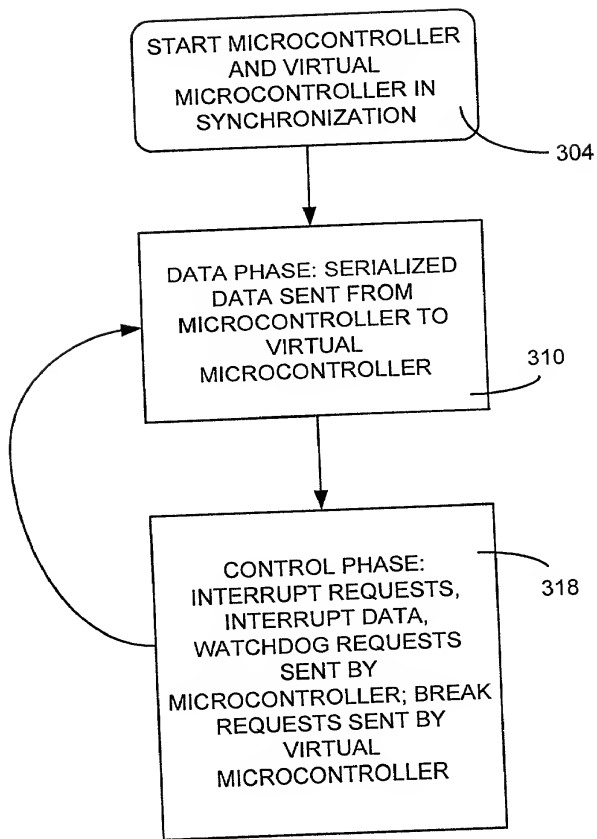 START MICROCONTROLLER
AND VIRTUAL
MICROCONTROLLER IN
SYNCHRONIZATION
304
DATA PHASE: SERIALIZED
DATA SENT FROM
MICROCONTROLLER TO
VIRTUAL
MICROCONTROLLER
310
CONTROL PHASE:
INTERRUPT REQUESTS,
INTERRUPT DATA,
WATCHDOG REQUESTS
SENT BY
MICROCONTROLLER; BREAK
REQUESTS SENT BY
VIRTUAL
MICROCONTROLLER
318